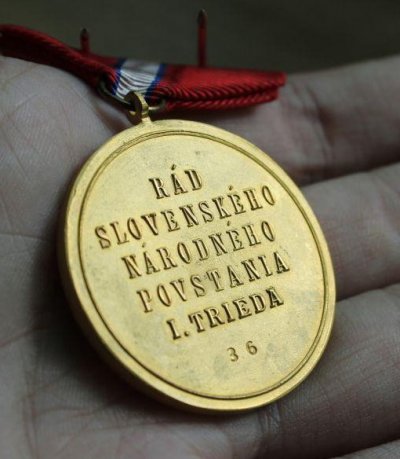 RÁD
SLOVENSKÉHO
NÁRODNÉHO
POVSTANIA
I. TRIEDA
36